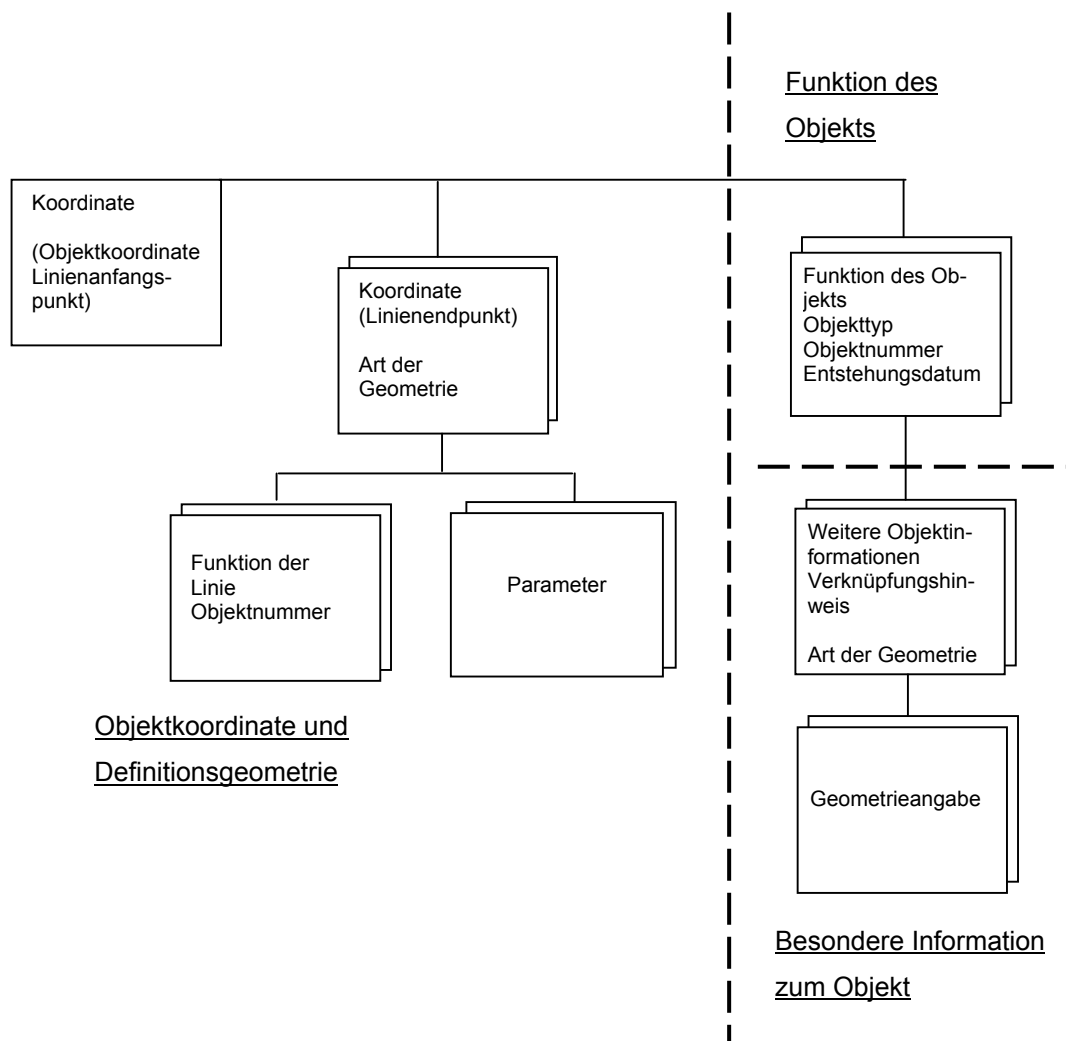 Funktion des
Objekts
Koordinate
(Objektkoordinate
Linienanfangs-
punkt)
Koordinate
(Linienendpunkt)
Art der
Geometrie
Funktion des Ob-
jekts
Objekttyp
Objektnummer
Entstehungsdatum
Funktion der
Linie
Objektnummer
Parameter
Weitere Objektin-
formationen
Verknüpfungshin-
weis
Art der Geometrie
Objektkoordinate und
Definitionsgeometrie
Geometrieangabe
Besondere Information
zum Objekt